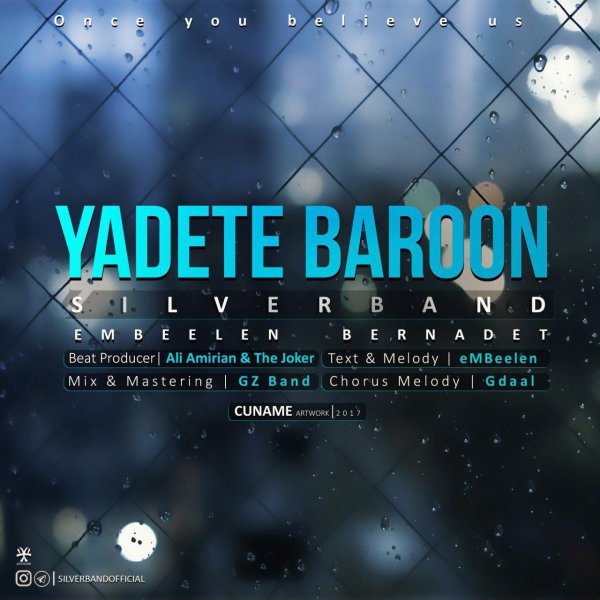 Once you believe us
YADETE BAROON
SILVERBAND
EMBEELEN BERNADET
Beat Producer| Ali Amirian & The Joker
Text & Melody | eMBeelen
Mix & Mastering | GZ Band
Chorus Melody | Gdaal
CUNAME ARTWORK|2017
| SILVERBANDOFFICIAL